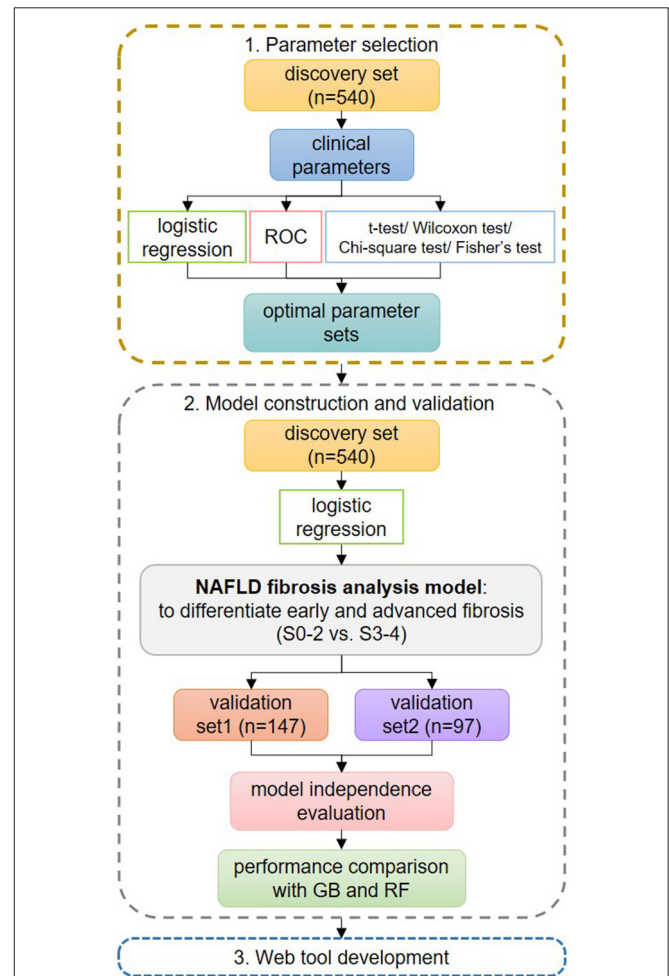 1. Parameter selection
discovery set
(n=540)
clinical
parameters
logistic
regression
ROC
t-test/ Wilcoxon test/
Chi-square test/ Fisher's test
optimal parameter
sets
2. Model construction and validation
discovery set
(n=540)
logistic
regression
NAFLD fibrosis analysis model:
to differentiate early and advanced fibrosis
(S0-2 vs. S3-4)
validation
set1 (n=147)
validation
set2 (n=97)
model independence
evaluation
performance comparison
with GB and RF
3. Web tool development